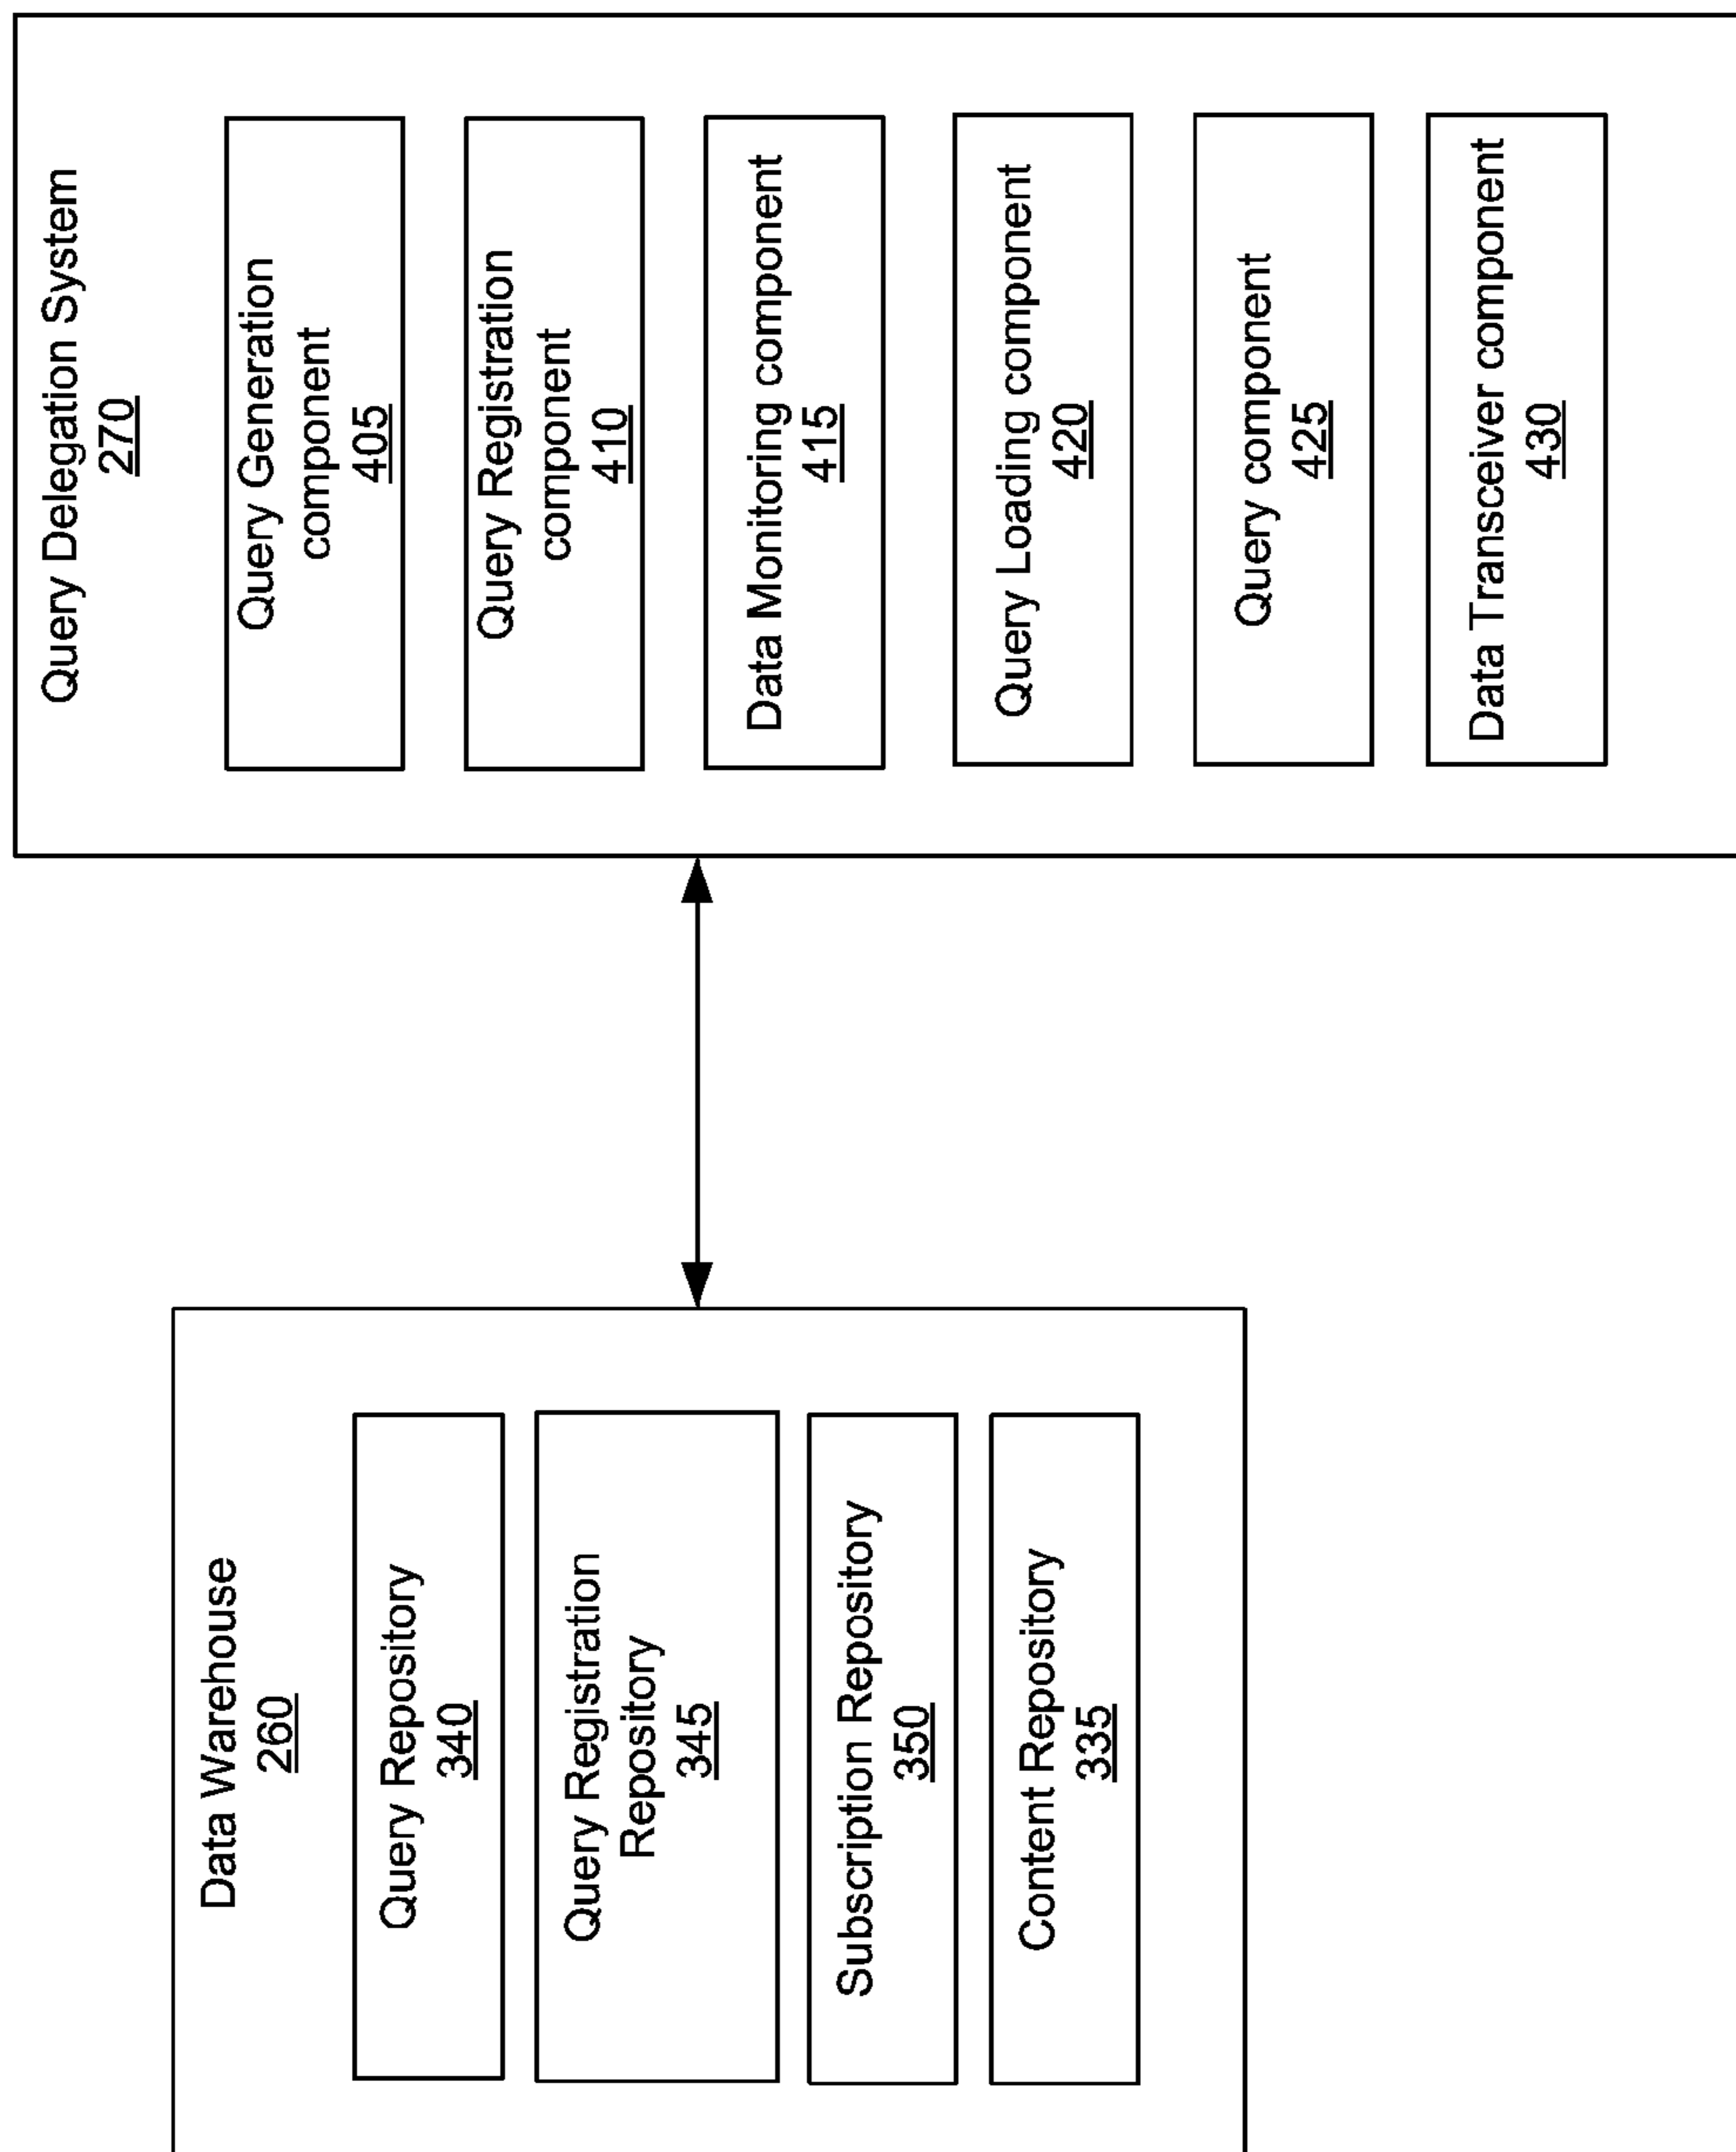 Data Warehouse
260
Query Repository
340
Query Registration
Repository
345
Subscription Repository
350
Content Repository
335
Query Delegation System
270
Query Generation
component
405
Query Registration
component
410
Data Monitoring component
415
Query Loading component
420
Query component
425
Data Transceiver component
430